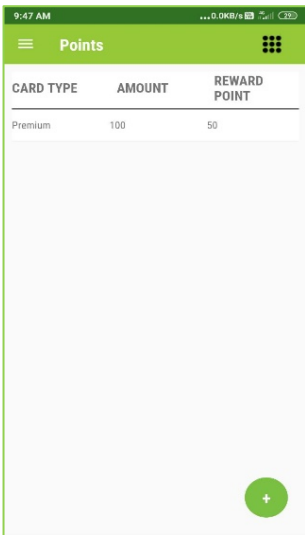 9:47 AM ...0.0KB/s 29
Points
CARD TYPE AMOUNT REWARD POINT
Premium 100 50
+